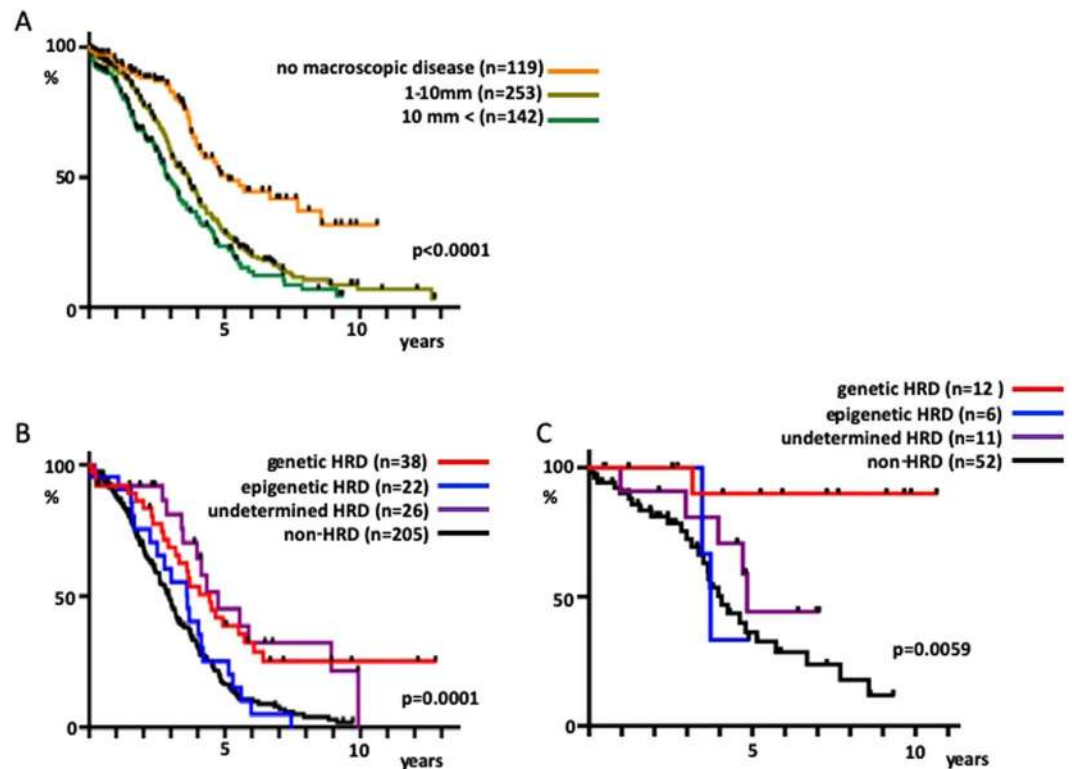 A
100
%
50
0
5
10
years
no macroscopic disease (n=119)
1-10mm (n=253)
10 mm < (n=142)
p<0.0001
B
100
%
50
0
5
10
years
genetic HRD (n=38)
epigenetic HRD (n=22)
undetermined HRD (n=26)
non-HRD (n=205)
p=0.0001
C
100
%
50
0
5
10
years
genetic HRD (n=12 )
epigenetic HRD (n=6)
undetermined HRD (n=11)
non-HRD (n=52)
p=0.0059